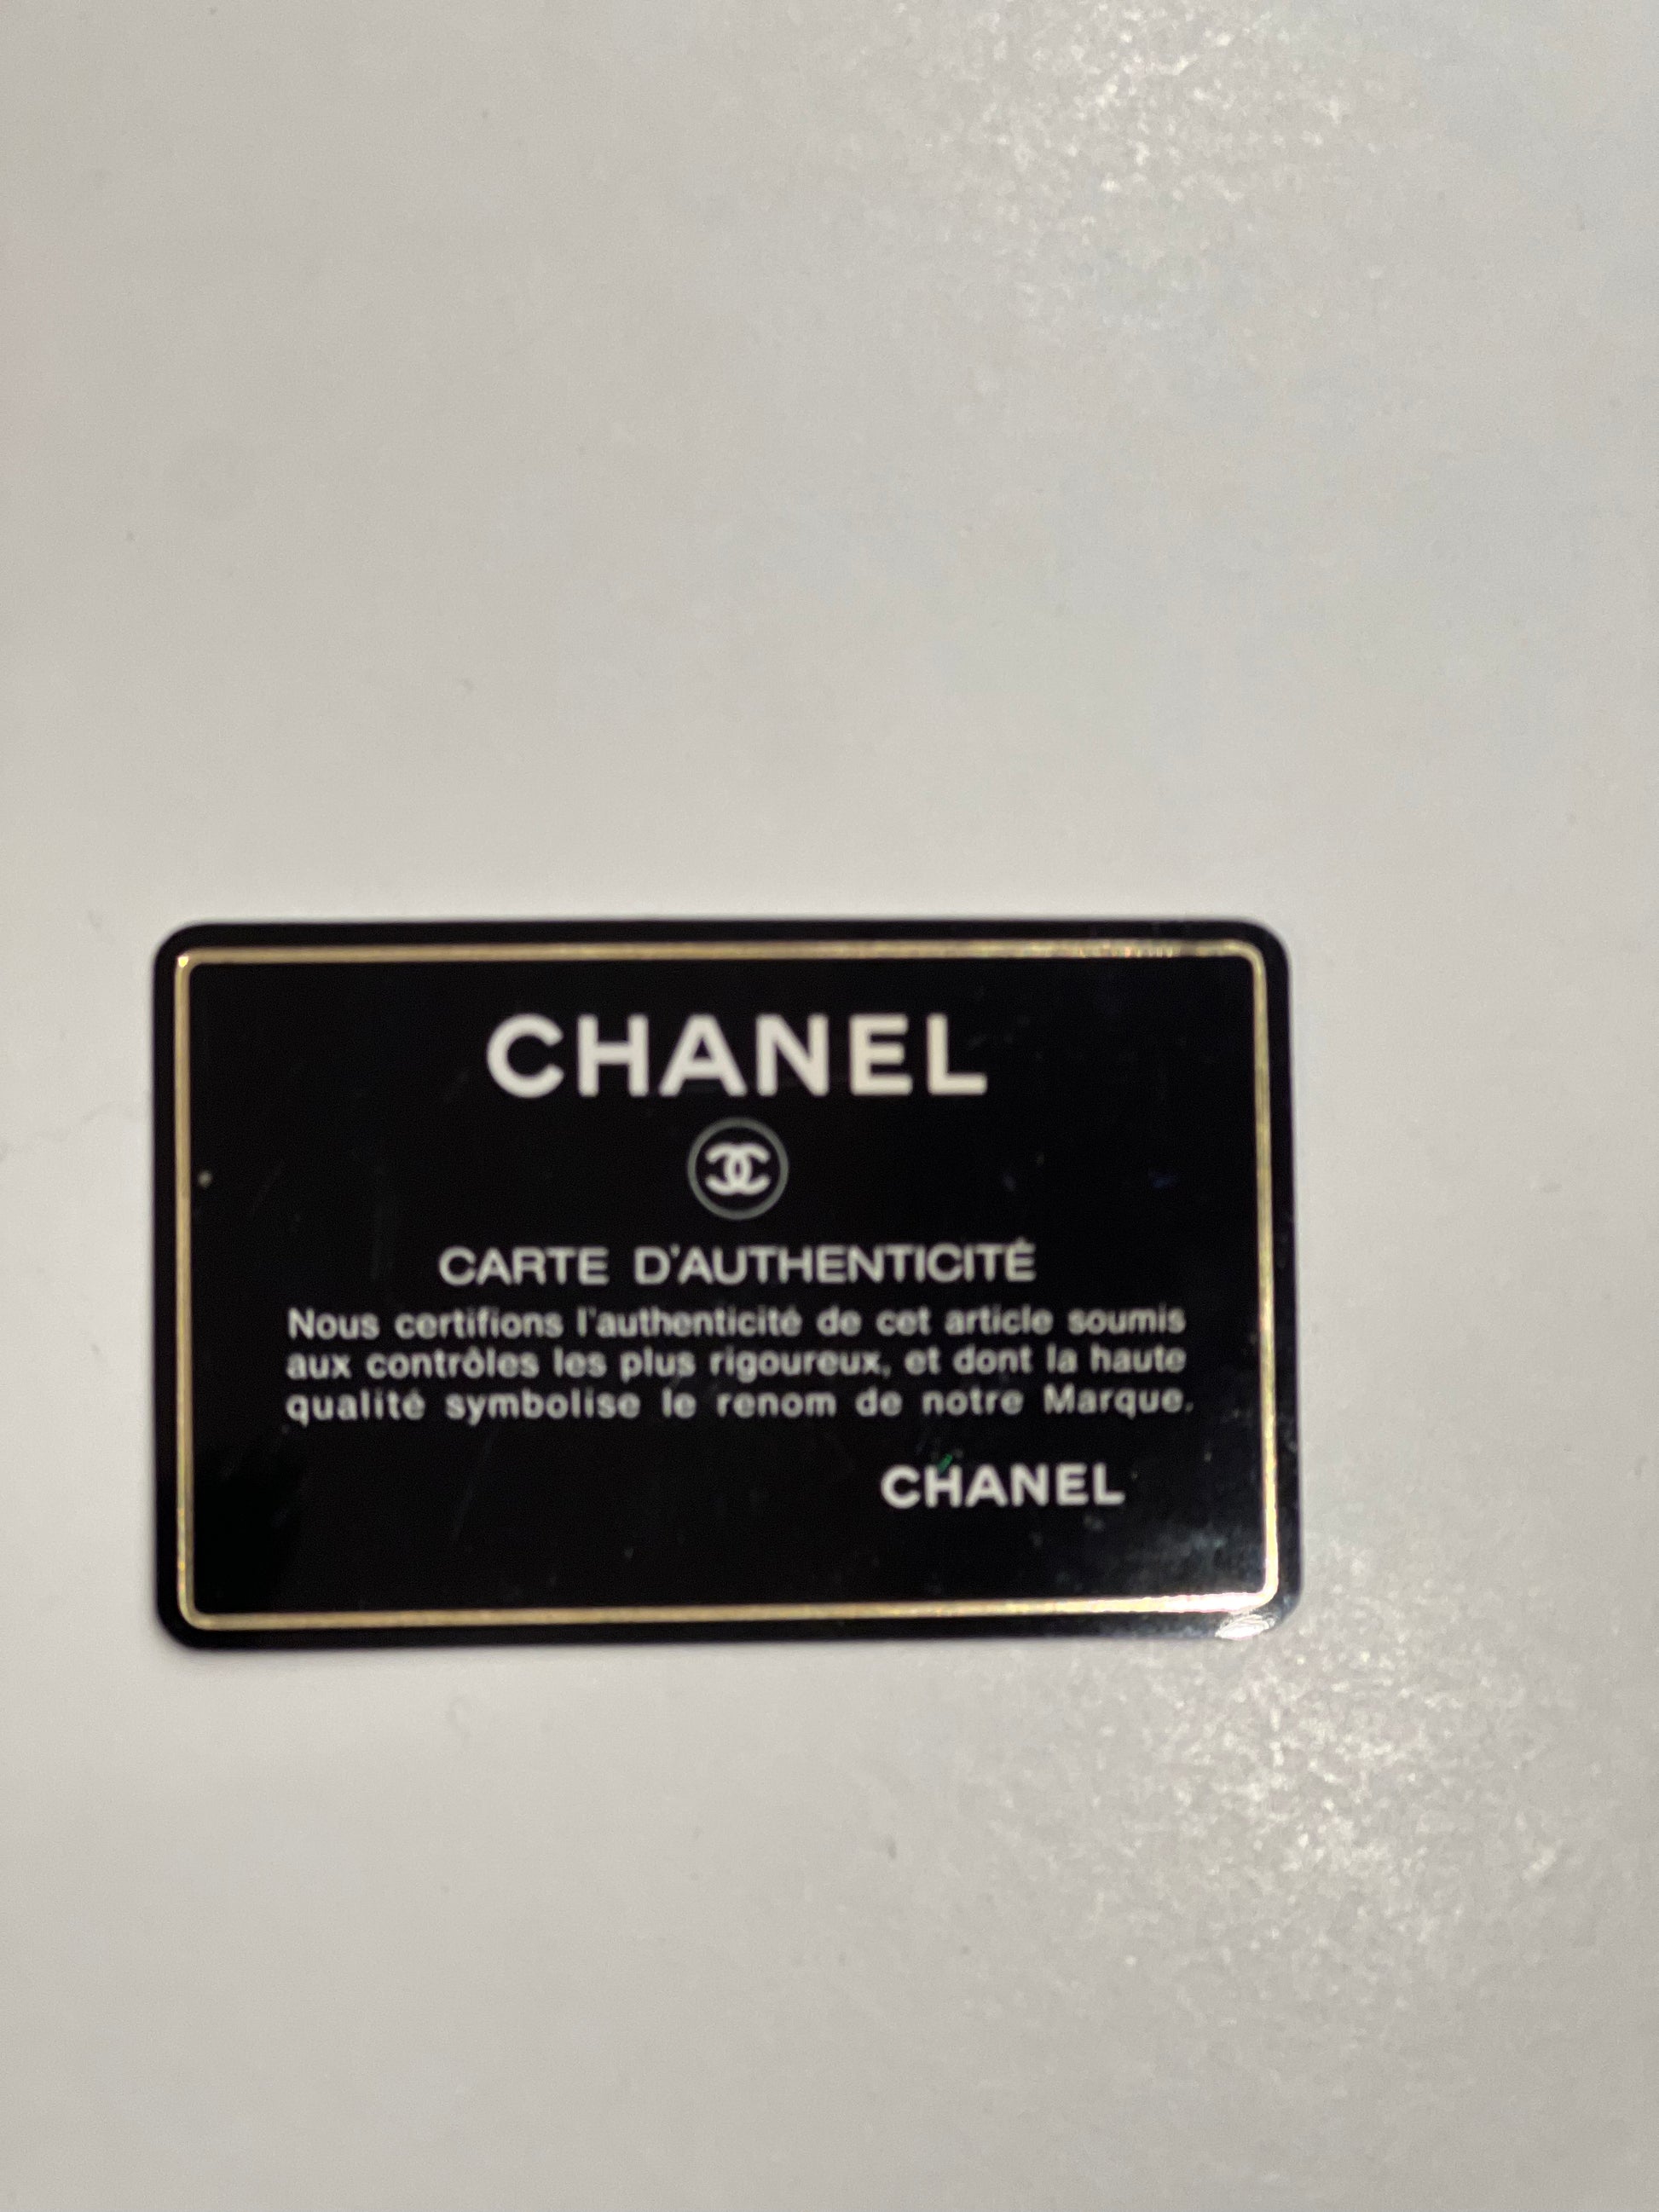 CHANEL
CARTE D'AUTHENTICITÉ
Nous certifions l'authenticité de cet article soumis
aux contrôles les plus rigoureux, et dont la haute
qualité symbolise le renom de notre Marque.
CHANEL